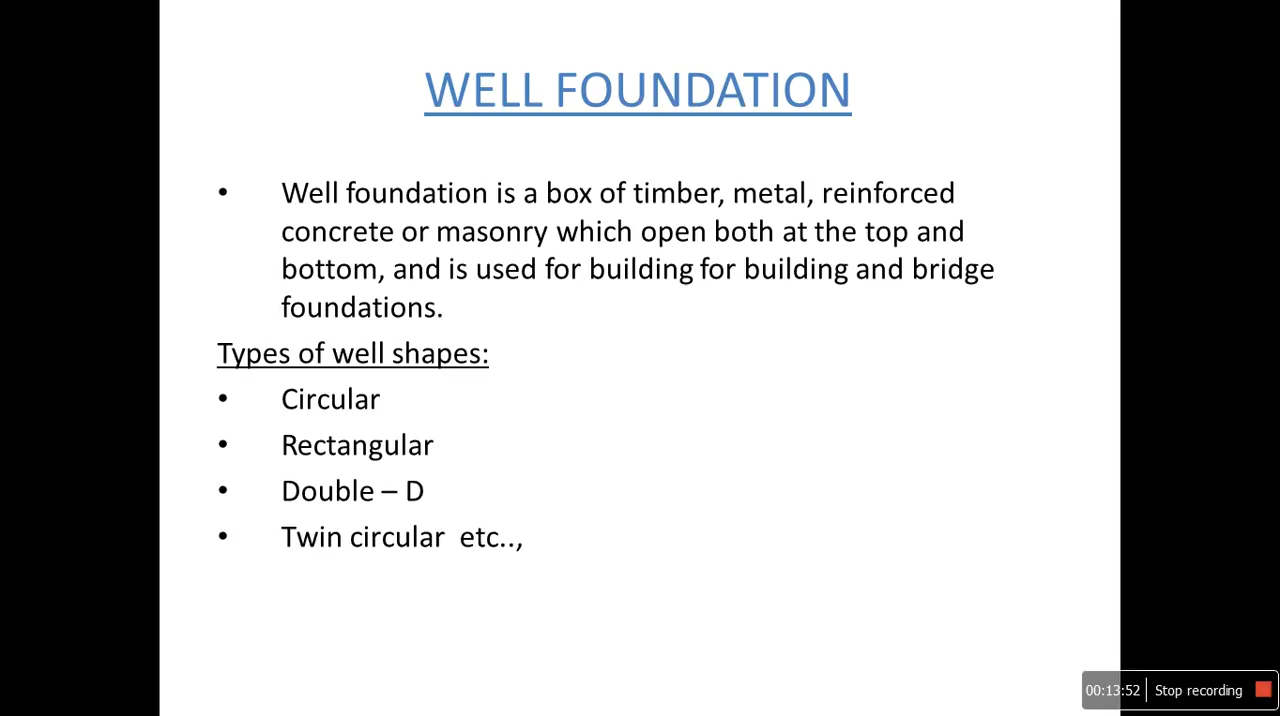 WELL FOUNDATION
• Well foundation is a box of timber, metal, reinforced
concrete or masonry which open both at the top and
bottom, and is used for building for building and bridge
foundations.
Types of well shapes:
• Circular
• Rectangular
• Double – D
• Twin circular  etc..,
00:13:52 Stop recording